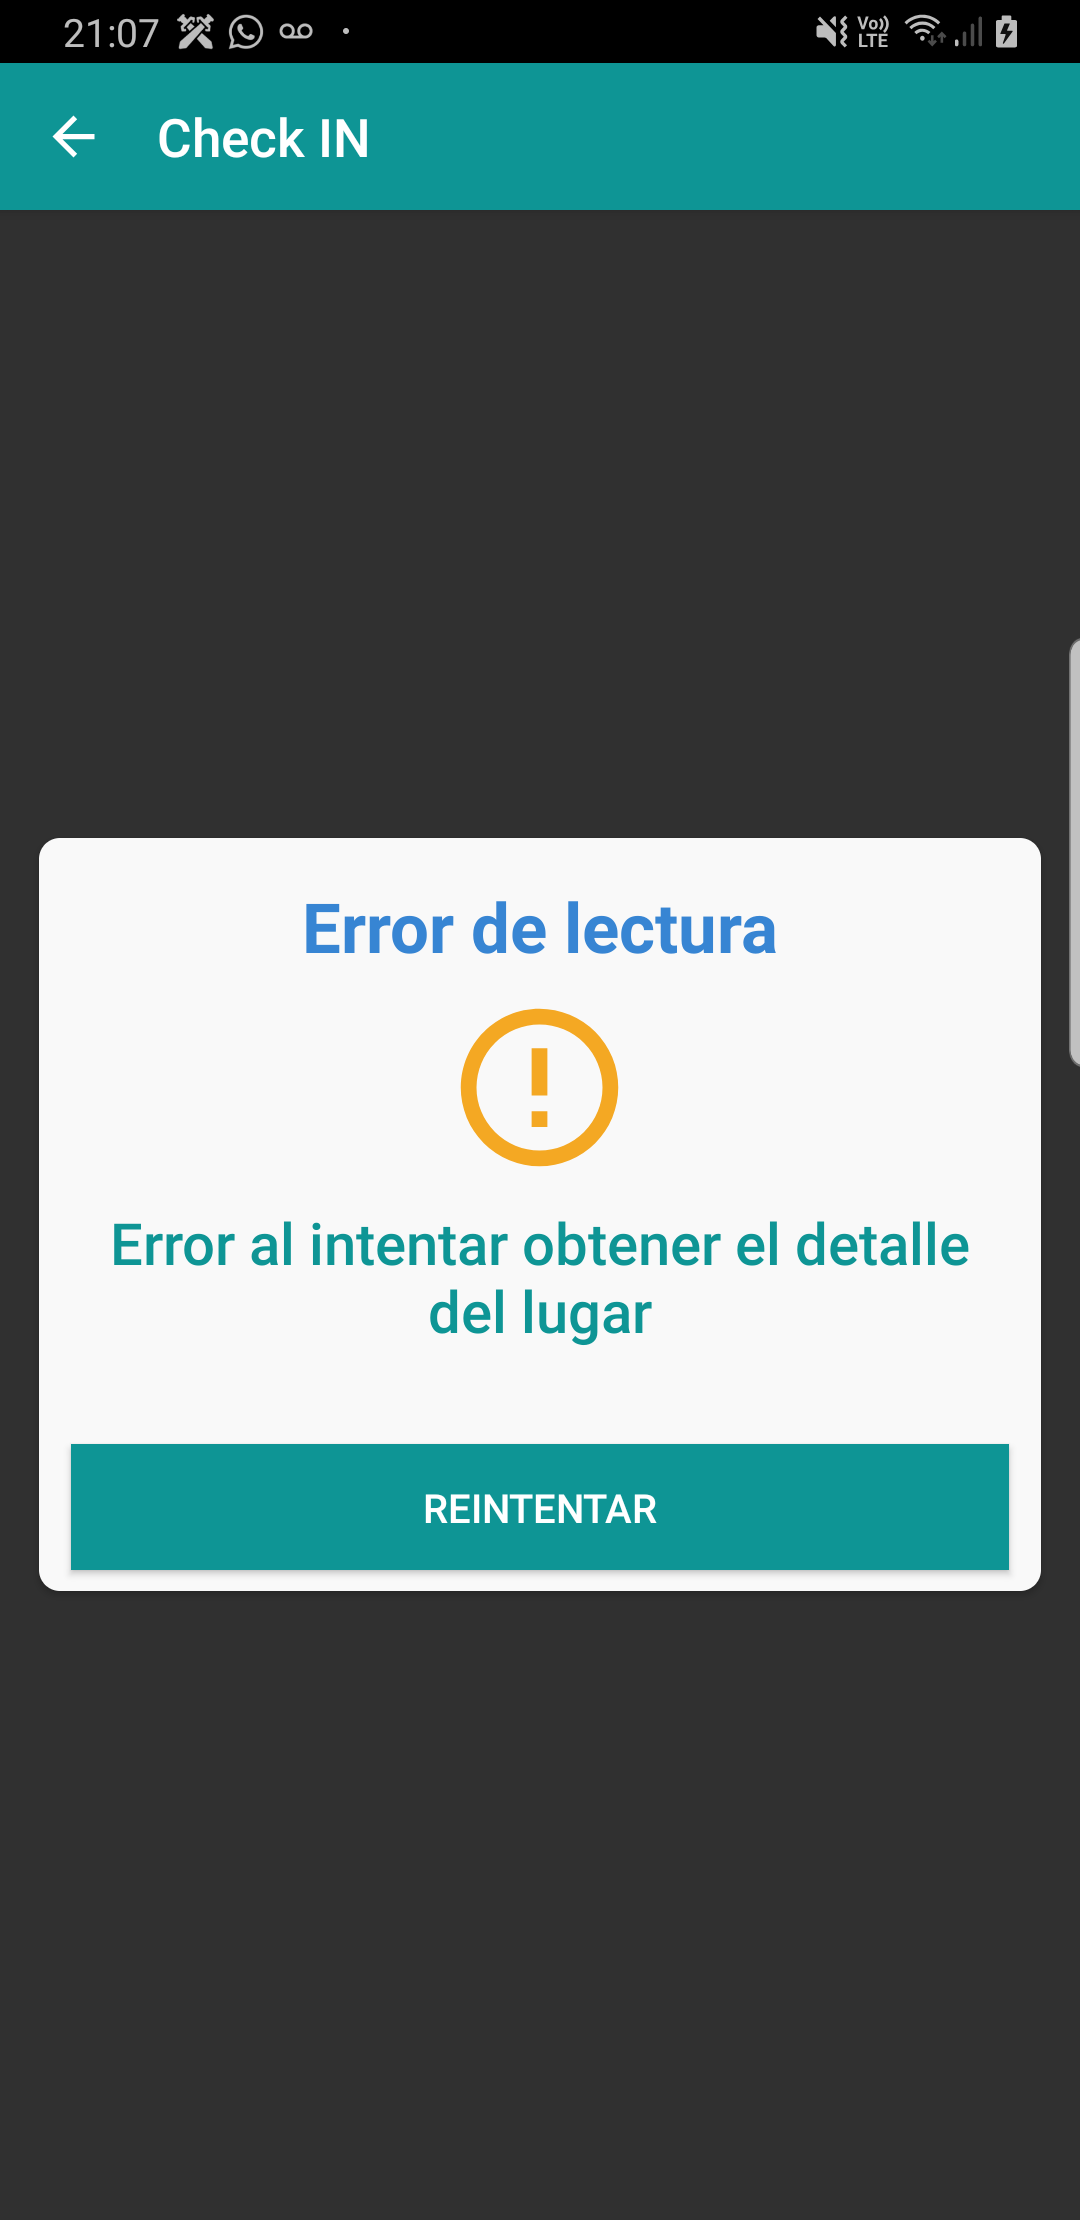 21:07
Vo)) LTE
Check IN
Error de lectura
Error al intentar obtener el detalle
del lugar
REINTENTAR